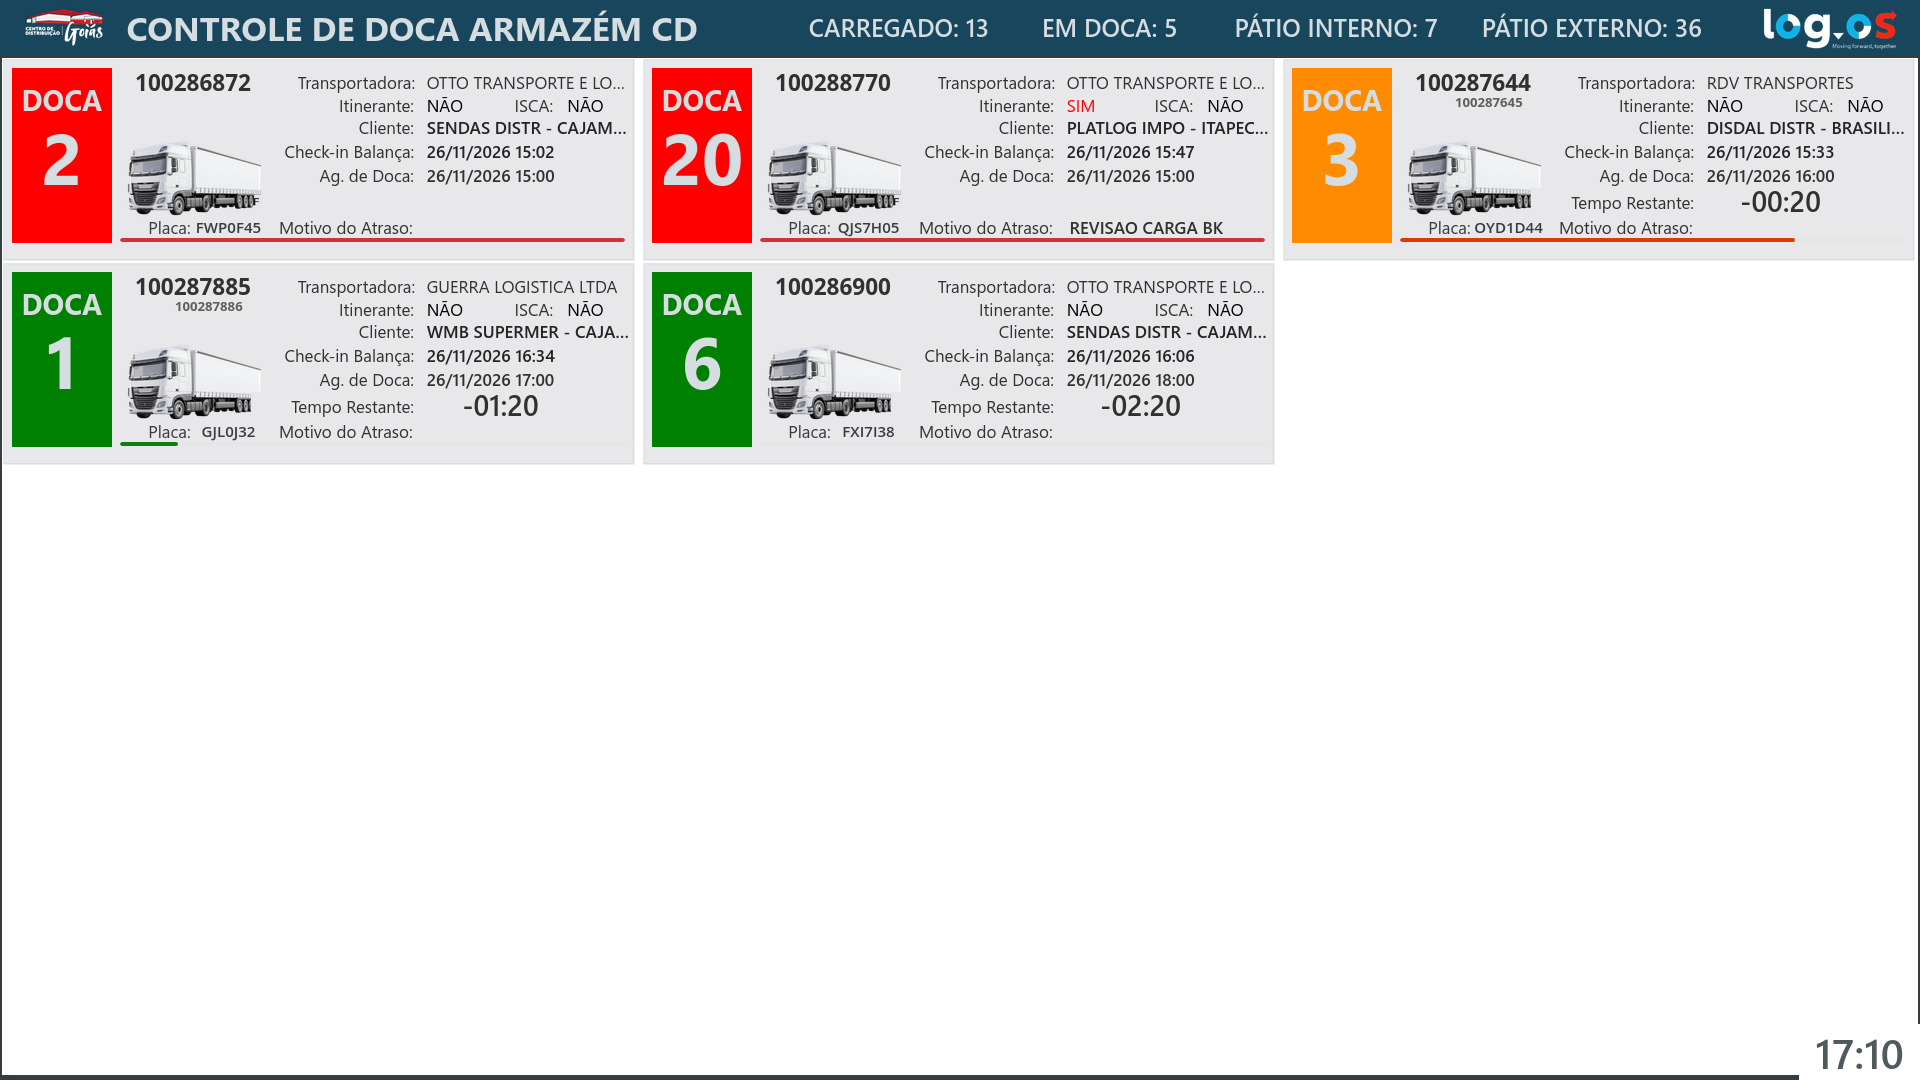 CENTRO DE
DISTRIBUIÇÃO Goiás
CONTROLE DE DOCA ARMAZÉM CD
CARREGADO: 13
EM DOCA: 5
PÁTIO INTERNO: 7
PÁTIO EXTERNO: 36
log.os
Moving forward, together
DOCA
2
100286872
Transportadora: OTTO TRANSPORTE E LO...
Itinerante: NÃO ISCA: NÃO
Cliente: SENDAS DISTR - CAJAM...
Check-in Balança: 26/11/2026 15:02
Ag. de Doca: 26/11/2026 15:00
Placa: FWP0F45 Motivo do Atraso:
DOCA
20
100288770
Transportadora: OTTO TRANSPORTE E LO...
Itinerante: SIM ISCA: NÃO
Cliente: PLATLOG IMPO - ITAPEC...
Check-in Balança: 26/11/2026 15:47
Ag. de Doca: 26/11/2026 15:00
Placa: QJS7H05 Motivo do Atraso: REVISAO CARGA BK
DOCA
3
100287644
100287645
Transportadora: RDV TRANSPORTES
Itinerante: NÃO ISCA: NÃO
Cliente: DISDAL DISTR - BRASILI...
Check-in Balança: 26/11/2026 15:33
Ag. de Doca: 26/11/2026 16:00
Tempo Restante: -00:20
Placa: OYD1D44 Motivo do Atraso:
DOCA
1
100287885
100287886
Transportadora: GUERRA LOGISTICA LTDA
Itinerante: NÃO ISCA: NÃO
Cliente: WMB SUPERMER - CAJA...
Check-in Balança: 26/11/2026 16:34
Ag. de Doca: 26/11/2026 17:00
Tempo Restante: -01:20
Placa: GJL0J32 Motivo do Atraso:
DOCA
6
100286900
Transportadora: OTTO TRANSPORTE E LO...
Itinerante: NÃO ISCA: NÃO
Cliente: SENDAS DISTR - CAJAM...
Check-in Balança: 26/11/2026 16:06
Ag. de Doca: 26/11/2026 18:00
Tempo Restante: -02:20
Placa: FXI7I38 Motivo do Atraso:
17:10